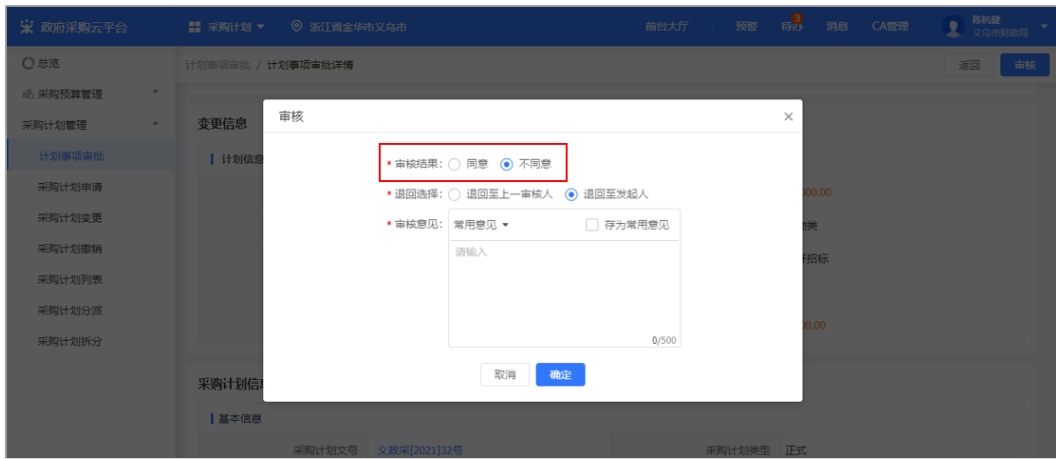 政府采购云平台 采购计划 浙江省金华市义乌市 前台大厅 预警 待办 3 消息 CA管理 陈杭健
义乌市财政局
总览 计划事项审批 / 计划事项审批详情 返回 审核
采购预算管理
采购计划管理 变更信息 审核
计划事项审批 计划信息 * 审核结果: 同意 不同意
采购计划申请 * 退回选择: 退回至上一审核人 退回至发起人 000.00
采购计划变更 * 审核意见: 常用意见 存为常用意见 类
采购计划撤销 请输入 开招标
采购计划列表
采购计划分派 00.00
采购计划拆分 0/500
取消 确定
采购计划信息
基本信息
采购计划文号 义政采[2021]32号 采购计划类型 正式